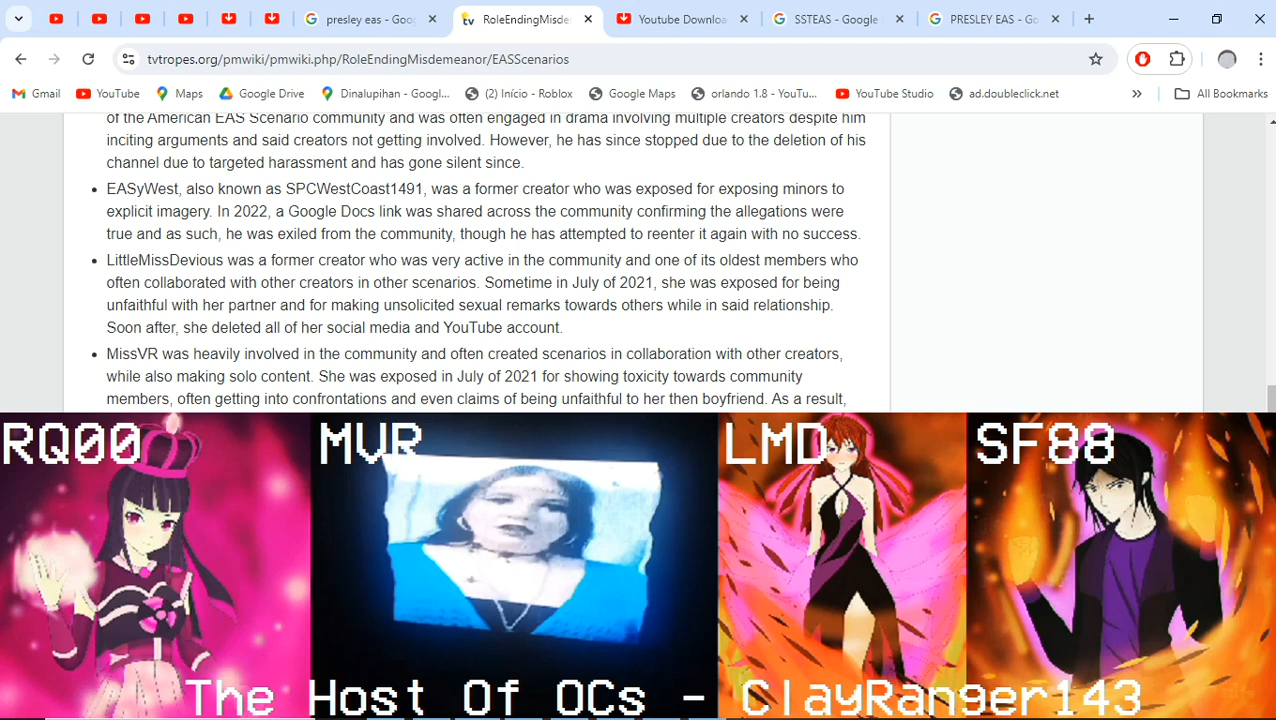 presley eas - Goo
RoleEndingMisde
Youtube Downloa
SSTEAS - Google
PRESLEY EAS - Go
tvtropes.org/pmwiki/pmwiki.php/RoleEndingMisdemeanor/EASScenarios
Gmail
YouTube
Maps
Google Drive
Dinalupihan - Googl...
(2) Início - Roblox
Google Maps
orlando 1.8 - YouTu...
YouTube Studio
ad.doubleclick.net
All Bookmarks
of the American EAS Scenario community and was often engaged in drama involving multiple creators despite him
inciting arguments and said creators not getting involved. However, he has since stopped due to the deletion of his
channel due to targeted harassment and has gone silent since.
• EASyWest, also known as SPCWestCoast1491, was a former creator who was exposed for exposing minors to
explicit imagery. In 2022, a Google Docs link was shared across the community confirming the allegations were
true and as such, he was exiled from the community, though he has attempted to reenter it again with no success.
• LittleMissDevious was a former creator who was very active in the community and one of its oldest members who
often collaborated with other creators in other scenarios. Sometime in July of 2021, she was exposed for being
unfaithful with her partner and for making unsolicited sexual remarks towards others while in said relationship.
Soon after, she deleted all of her social media and YouTube account.
• MissVR was heavily involved in the community and often created scenarios in collaboration with other creators,
while also making solo content. She was exposed in July of 2021 for showing toxicity towards community
members, often getting into confrontations and even claims of being unfaithful to her then boyfriend. As a result,
RQ00
MVR
LMD
SF88
The Host Of OCs - ClayRanger143